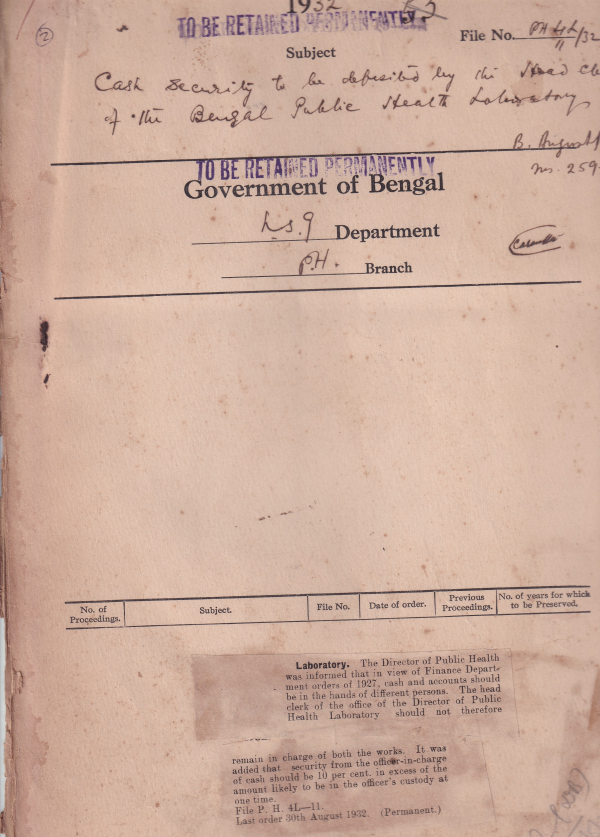 1932
TO BE RETAINED PERMANENTLY
②
File No. PH 4L/11/32
Subject
Cash security to be deposited by the Head Cle
of the Bengal Public Health Laboratory
B. August
Nos. 259-
TO BE RETAINED PERMANENTLY
Government of Bengal
L.S.G Department
P.H. Branch
No. of Proceedings. Subject. File No. Date of order. Previous Proceedings. No. of years for which to be Preserved.
Laboratory. The Director of Public Health
was informed that in view of Finance Depart-
ment orders of 1927, cash and accounts should
be in the hands of different persons. The head
clerk of the office of the Director of Public
Health Laboratory should not therefore
remain in charge of both the works. It was
added that security from the officer-in-charge
of cash should be 10 per cent. in excess of the
amount likely to be in the officer's custody at
one time.
File P. H. 4L—11.
Last order 30th August 1932. (Permanent.)